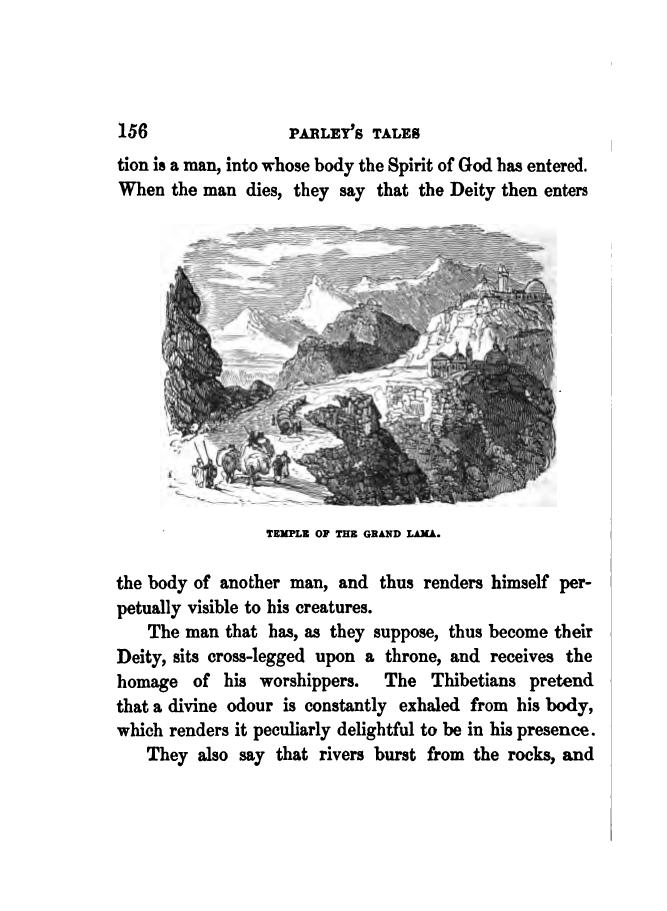 156 PARLEY'S TALES
tion is a man, into whose body the Spirit of God has entered.
When the man dies, they say that the Deity then enters
TEMPLE OF THE GRAND LAMA.
the body of another man, and thus renders himself per-
petually visible to his creatures.
The man that has, as they suppose, thus become their
Deity, sits cross-legged upon a throne, and receives the
homage of his worshippers. The Thibetians pretend
that a divine odour is constantly exhaled from his body,
which renders it peculiarly delightful to be in his presence.
They also say that rivers burst from the rocks, and